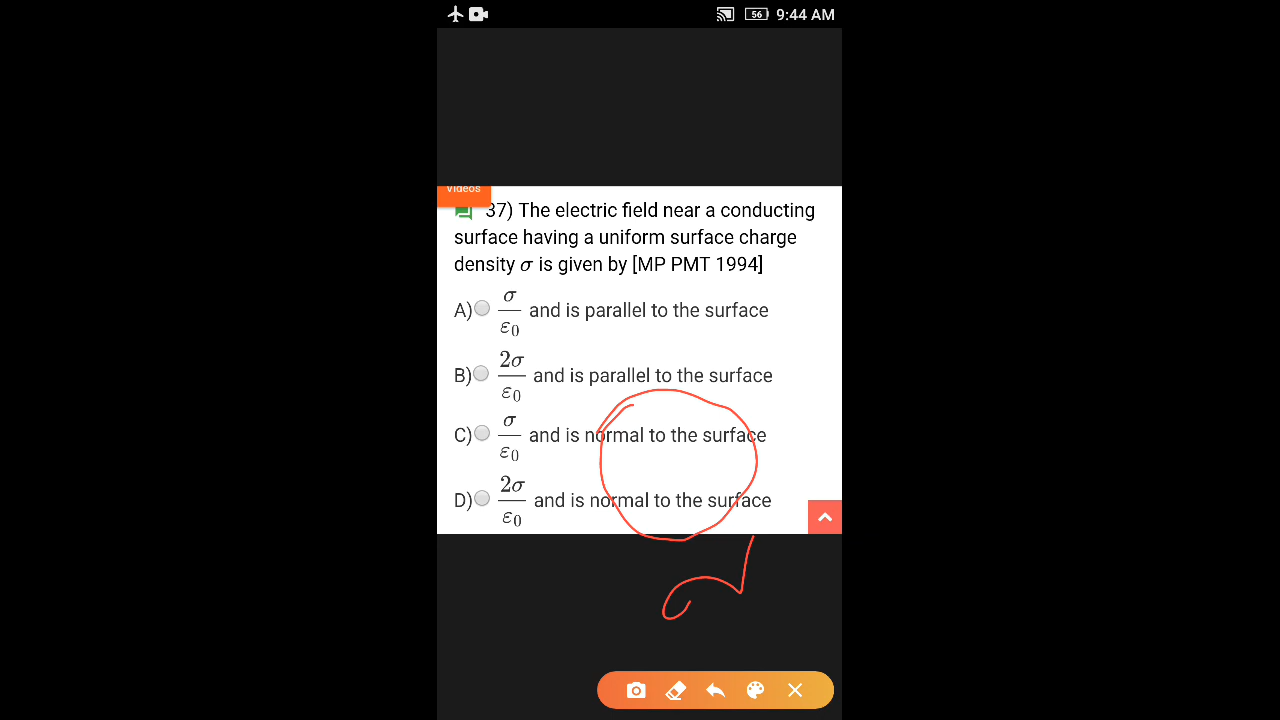 56 9:44 AM
Videos
37) The electric field near a conducting
surface having a uniform surface charge
density σ is given by [MP PMT 1994]
A) σ/ε0 and is parallel to the surface
B) 2σ/ε0 and is parallel to the surface
C) σ/ε0 and is normal to the surface
D) 2σ/ε0 and is normal to the surface